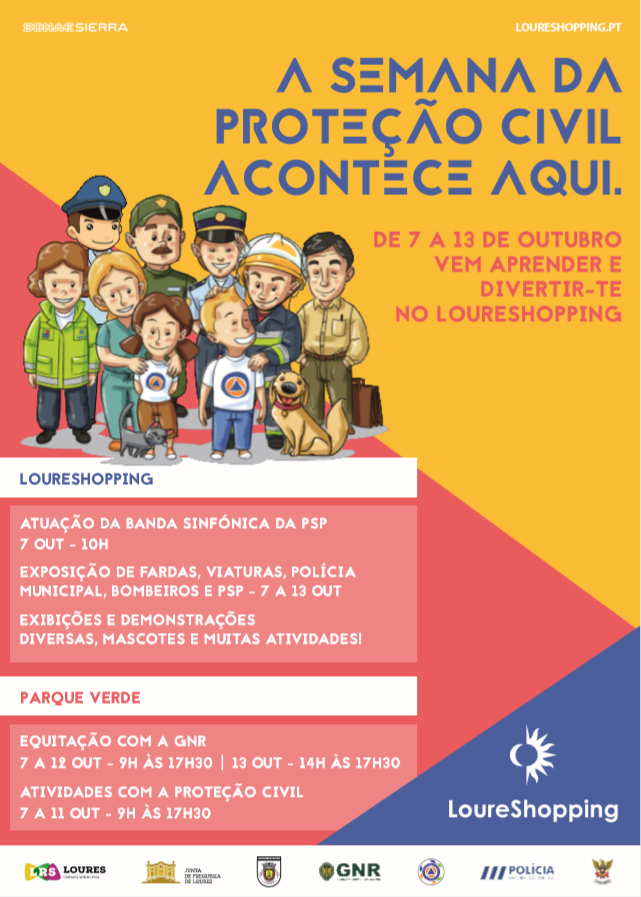 SONAESIERRA
LOURESHOPPING.PT
A SEMANA DA
PROTEÇÃO CIVIL
ACONTECE AQUI.
DE 7 A 13 DE OUTUBRO
VEM APRENDER E
DIVERTIR-TE
NO LOURESHOPPING
LOURESHOPPING
ATUAÇÃO DA BANDA SINFÓNICA DA PSP
7 OUT - 10H
EXPOSIÇÃO DE FARDAS, VIATURAS, POLÍCIA
MUNICIPAL, BOMBEIROS E PSP - 7 A 13 OUT
EXIBIÇÕES E DEMONSTRAÇÕES
DIVERSAS, MASCOTES E MUITAS ATIVIDADES!
PARQUE VERDE
EQUITAÇÃO COM A GNR
7 A 12 OUT - 9H ÀS 17H30 | 13 OUT - 14H ÀS 17H30
ATIVIDADES COM A PROTEÇÃO CIVIL
7 A 11 OUT - 9H ÀS 17H30
LoureShopping
LRS LOURES
JUNTA
DE FREGUESIA
DE LOURES
GNR
POLÍCIA